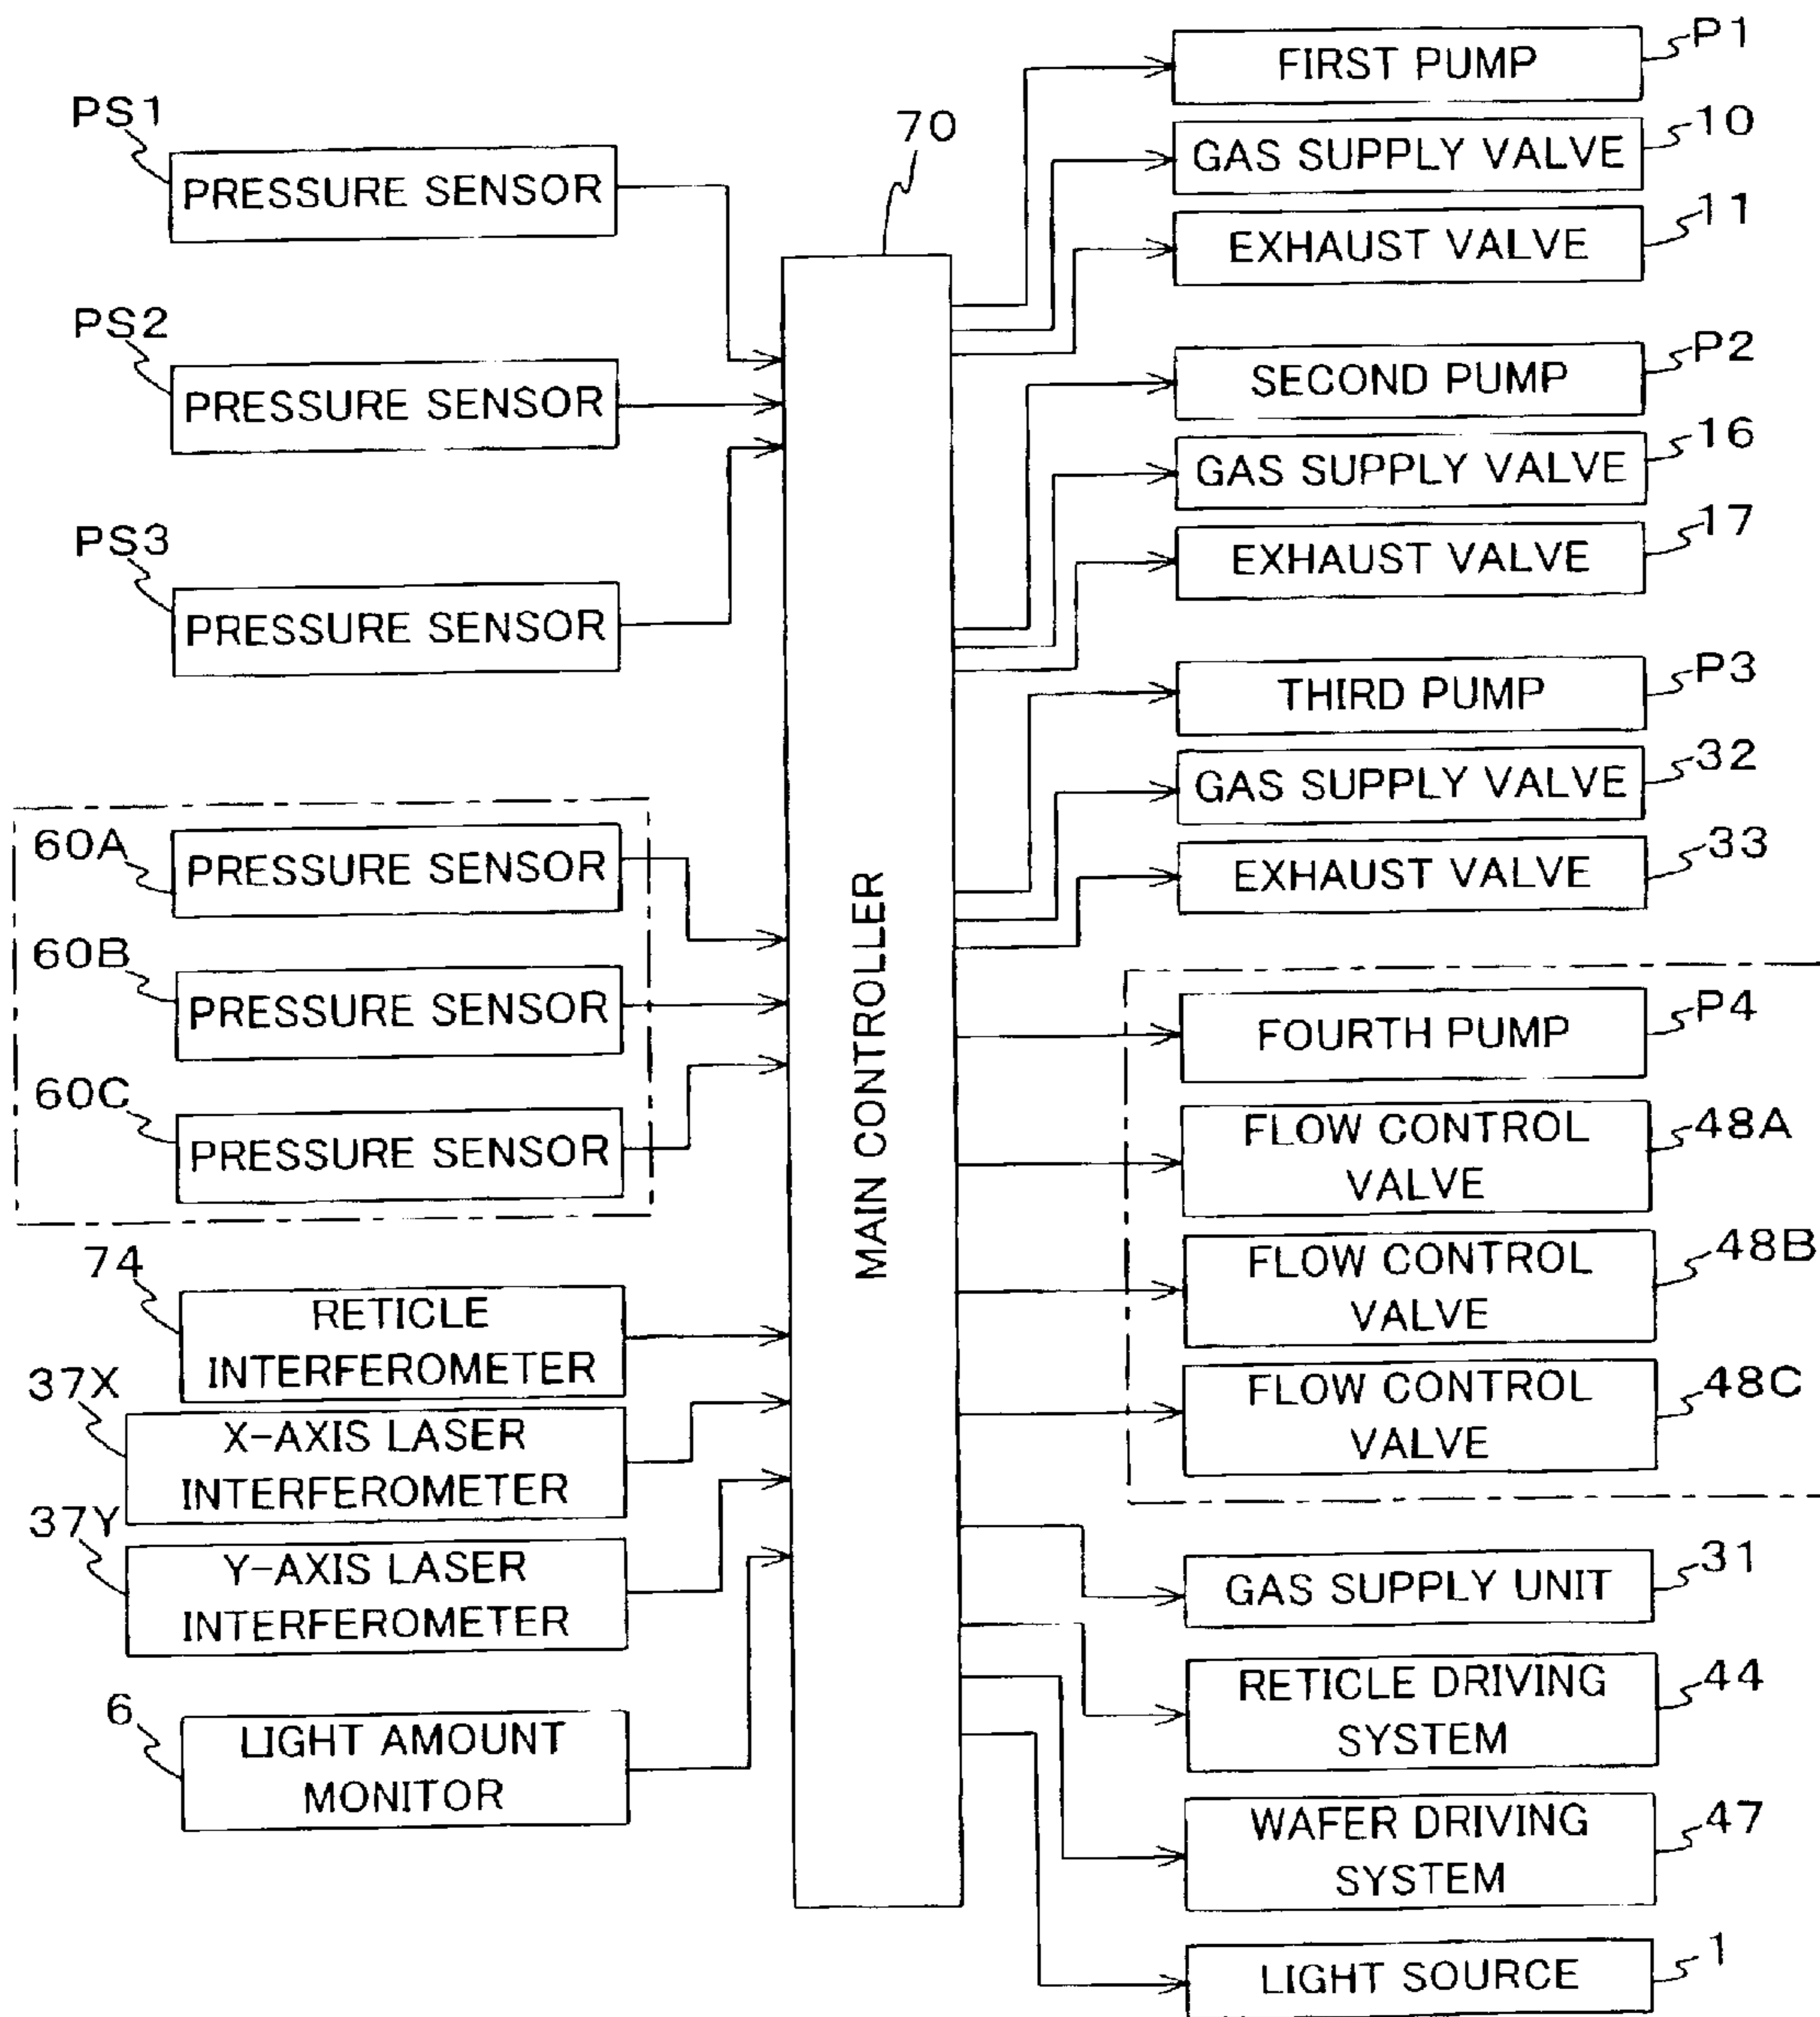 PS1
PRESSURE SENSOR
PS2
PRESSURE SENSOR
PS3
PRESSURE SENSOR
60A
PRESSURE SENSOR
60B
PRESSURE SENSOR
60C
PRESSURE SENSOR
74
RETICLE
INTERFEROMETER
37X
X-AXIS LASER
INTERFEROMETER
37Y
Y-AXIS LASER
INTERFEROMETER
6
LIGHT AMOUNT
MONITOR
70
MAIN CONTROLLER
FIRST PUMP
P1
GAS SUPPLY VALVE
10
EXHAUST VALVE
11
SECOND PUMP
P2
GAS SUPPLY VALVE
16
EXHAUST VALVE
17
THIRD PUMP
P3
GAS SUPPLY VALVE
32
EXHAUST VALVE
33
FOURTH PUMP
P4
FLOW CONTROL
VALVE
48A
FLOW CONTROL
VALVE
48B
FLOW CONTROL
VALVE
48C
GAS SUPPLY UNIT
31
RETICLE DRIVING
SYSTEM
44
WAFER DRIVING
SYSTEM
47
LIGHT SOURCE
1